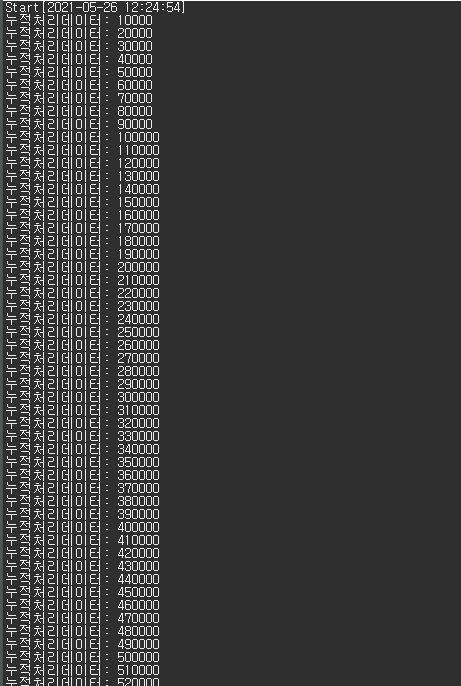 Start[2021-05-26 12:24:54]
누적처리데이터: 10000
누적처리데이터: 20000
누적처리데이터: 30000
누적처리데이터: 40000
누적처리데이터: 50000
누적처리데이터: 60000
누적처리데이터: 70000
누적처리데이터: 80000
누적처리데이터: 90000
누적처리데이터: 100000
누적처리데이터: 110000
누적처리데이터: 120000
누적처리데이터: 130000
누적처리데이터: 140000
누적처리데이터: 150000
누적처리데이터: 160000
누적처리데이터: 170000
누적처리데이터: 180000
누적처리데이터: 190000
누적처리데이터: 200000
누적처리데이터: 210000
누적처리데이터: 220000
누적처리데이터: 230000
누적처리데이터: 240000
누적처리데이터: 250000
누적처리데이터: 260000
누적처리데이터: 270000
누적처리데이터: 280000
누적처리데이터: 290000
누적처리데이터: 300000
누적처리데이터: 310000
누적처리데이터: 320000
누적처리데이터: 330000
누적처리데이터: 340000
누적처리데이터: 350000
누적처리데이터: 360000
누적처리데이터: 370000
누적처리데이터: 380000
누적처리데이터: 390000
누적처리데이터: 400000
누적처리데이터: 410000
누적처리데이터: 420000
누적처리데이터: 430000
누적처리데이터: 440000
누적처리데이터: 450000
누적처리데이터: 460000
누적처리데이터: 470000
누적처리데이터: 480000
누적처리데이터: 490000
누적처리데이터: 500000
누적처리데이터: 510000
누적처리데이터: 520000